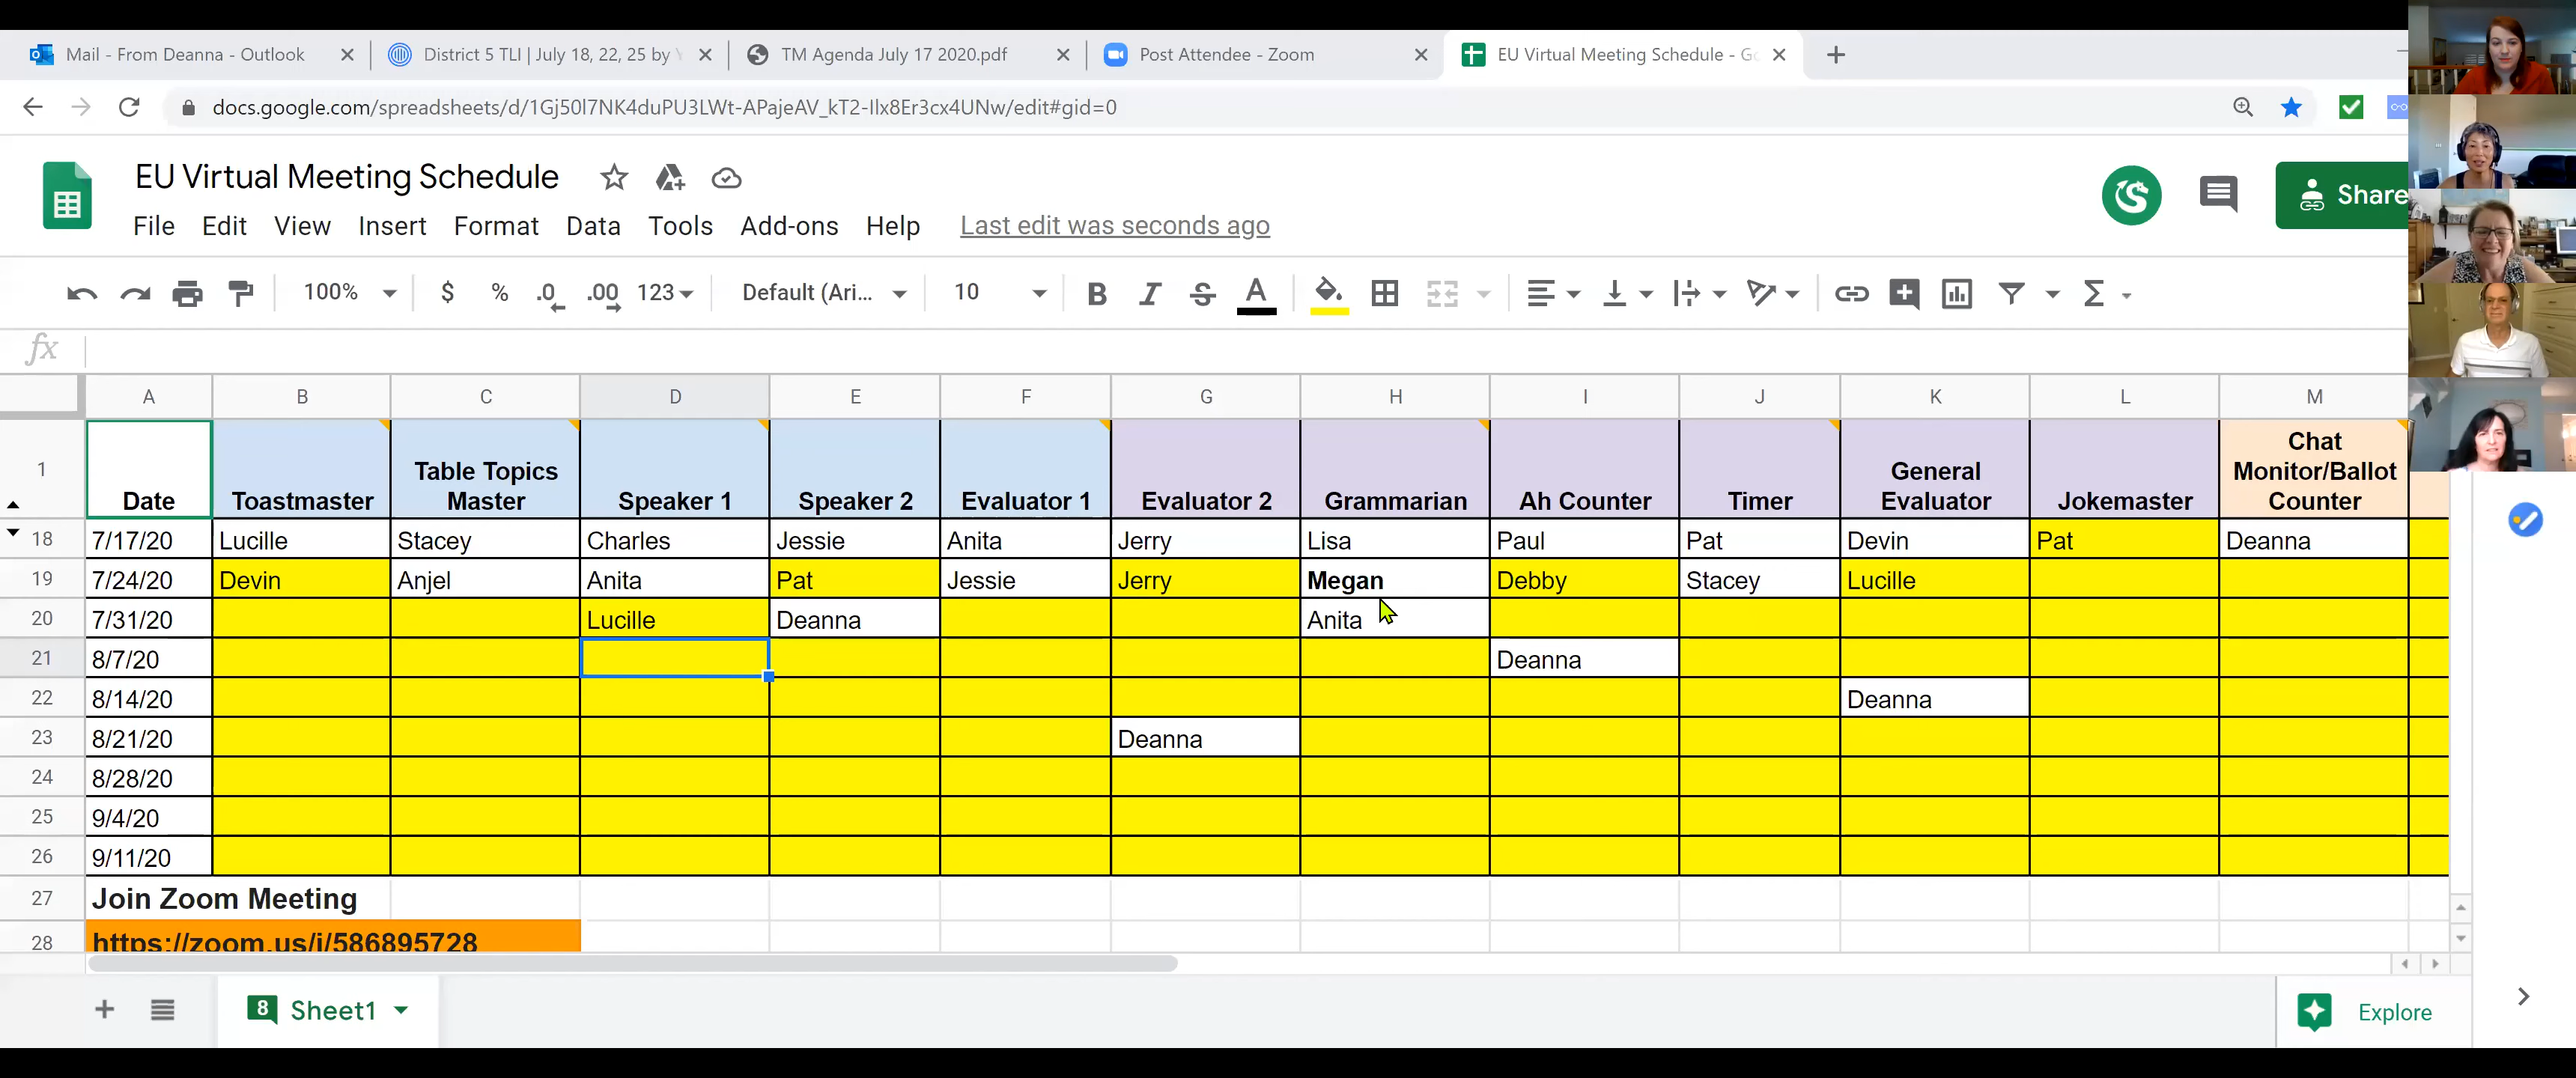 Mail - From Deanna - Outlook
District 5 TLI | July 18, 22, 25 by Y
TM Agenda July 17 2020.pdf
Post Attendee - Zoom
EU Virtual Meeting Schedule - Go
docs.google.com/spreadsheets/d/1Gj50l7NK4duPU3LWt-APajeAV_kT2-Ilx8Er3cx4UNw/edit#gid=0
EU Virtual Meeting Schedule
Share
File Edit View Insert Format Data Tools Add-ons Help Last edit was seconds ago
100% $ % .0 .00 123 Default (Ari... 10 B I S A Σ
fx
A B C D E F G H I J K L M
1 Date Toastmaster Table Topics Master Speaker 1 Speaker 2 Evaluator 1 Evaluator 2 Grammarian Ah Counter Timer General Evaluator Jokemaster Chat Monitor/Ballot Counter
18 7/17/20 Lucille Stacey Charles Jessie Anita Jerry Lisa Paul Pat Devin Pat Deanna
19 7/24/20 Devin Anjel Anita Pat Jessie Jerry Megan Debby Stacey Lucille
20 7/31/20 Lucille Deanna Anita
21 8/7/20 Deanna
22 8/14/20 Deanna
23 8/21/20 Deanna
24 8/28/20
25 9/4/20
26 9/11/20
27 Join Zoom Meeting
28 https://zoom.us/j/586895728
8 Sheet1
Explore